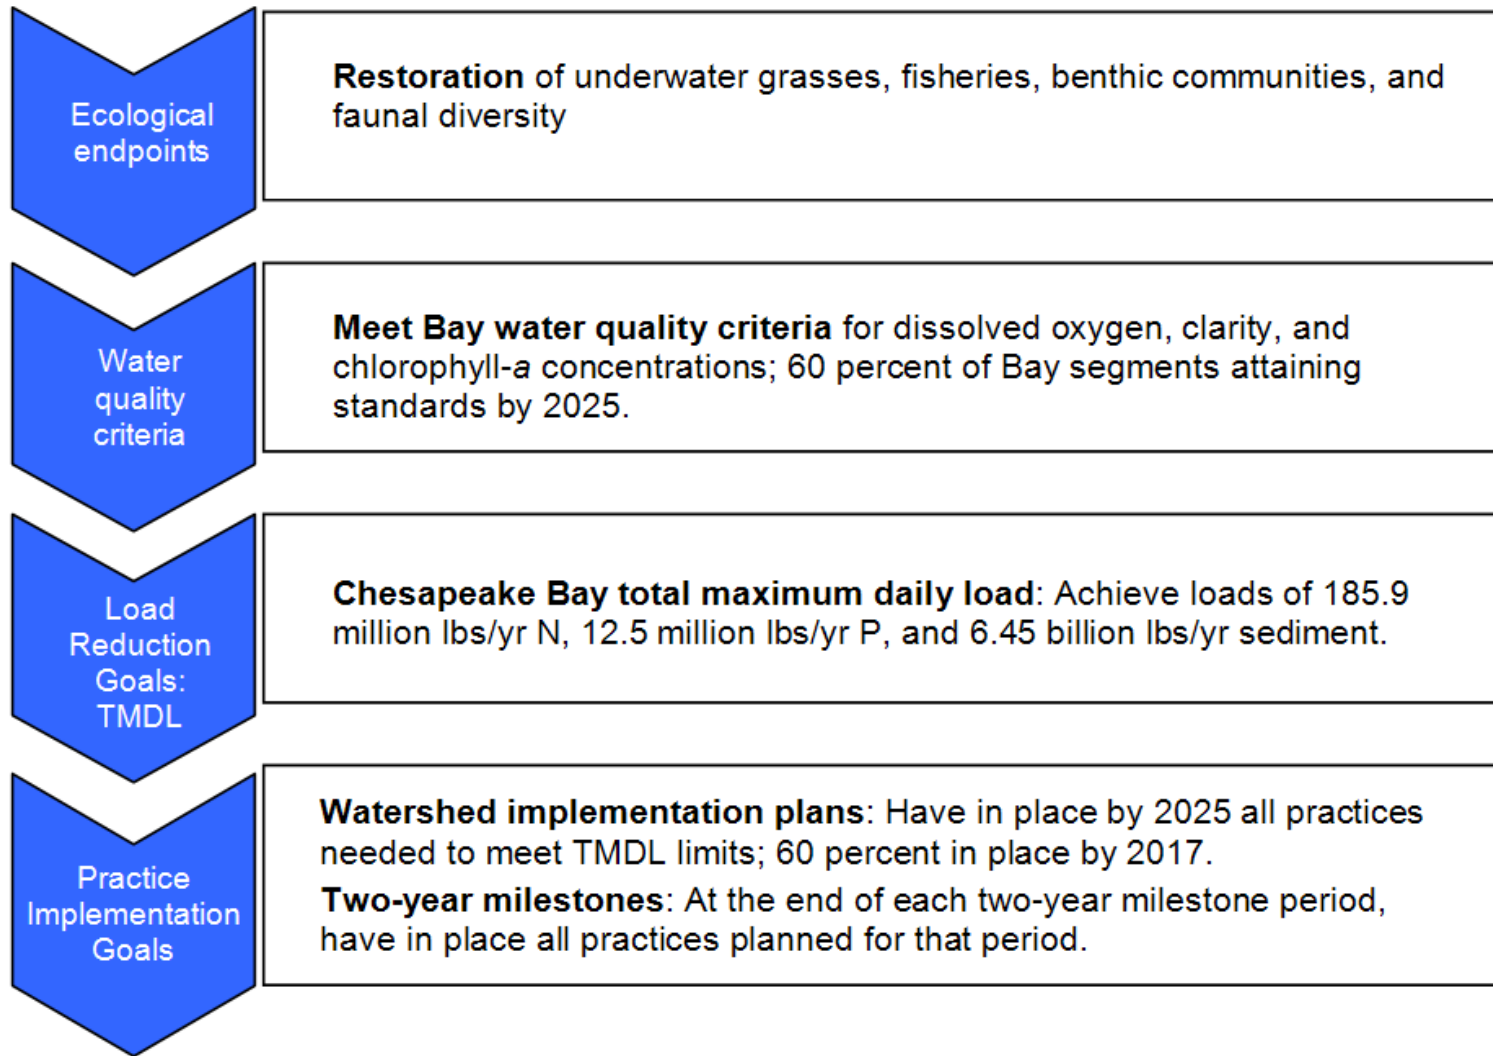 Ecological
endpoints
Restoration of underwater grasses, fisheries, benthic communities, and
faunal diversity
Water
quality
criteria
Meet Bay water quality criteria for dissolved oxygen, clarity, and
chlorophyll-a concentrations; 60 percent of Bay segments attaining
standards by 2025.
Load
Reduction
Goals:
TMDL
Chesapeake Bay total maximum daily load: Achieve loads of 185.9
million lbs/yr N, 12.5 million lbs/yr P, and 6.45 billion lbs/yr sediment.
Practice
Implementation
Goals
Watershed implementation plans: Have in place by 2025 all practices
needed to meet TMDL limits; 60 percent in place by 2017.
Two-year milestones: At the end of each two-year milestone period,
have in place all practices planned for that period.